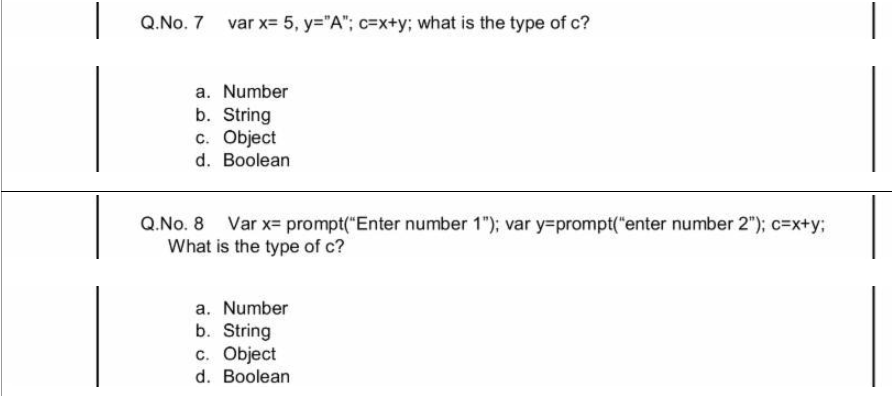 Q.No. 7 var x= 5, y="A"; c=x+y; what is the type of c?
a. Number
b. String
c. Object
d. Boolean
Q.No. 8 Var x= prompt(“Enter number 1”); var y=prompt(“enter number 2”); c=x+y;
What is the type of c?
a. Number
b. String
c. Object
d. Boolean